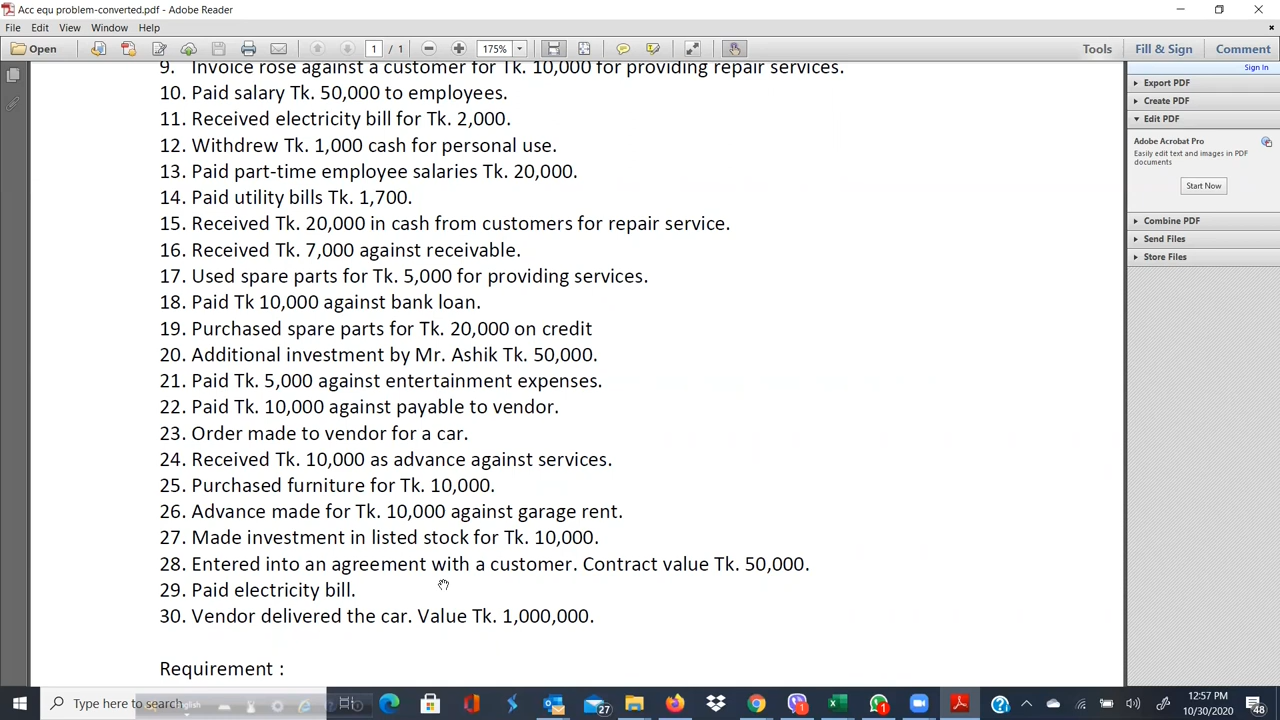 Acc equ problem-converted.pdf - Adobe Reader
File Edit View Window Help
Open 1 / 1 175% Tools Fill & Sign Comment
Sign In
Export PDF
Create PDF
Edit PDF
Adobe Acrobat Pro
Easily edit text and images in PDF
documents
Start Now
Combine PDF
Send Files
Store Files
9. Invoice rose against a customer for Tk. 10,000 for providing repair services.
10. Paid salary Tk. 50,000 to employees.
11. Received electricity bill for Tk. 2,000.
12. Withdrew Tk. 1,000 cash for personal use.
13. Paid part-time employee salaries Tk. 20,000.
14. Paid utility bills Tk. 1,700.
15. Received Tk. 20,000 in cash from customers for repair service.
16. Received Tk. 7,000 against receivable.
17. Used spare parts for Tk. 5,000 for providing services.
18. Paid Tk 10,000 against bank loan.
19. Purchased spare parts for Tk. 20,000 on credit
20. Additional investment by Mr. Ashik Tk. 50,000.
21. Paid Tk. 5,000 against entertainment expenses.
22. Paid Tk. 10,000 against payable to vendor.
23. Order made to vendor for a car.
24. Received Tk. 10,000 as advance against services.
25. Purchased furniture for Tk. 10,000.
26. Advance made for Tk. 10,000 against garage rent.
27. Made investment in listed stock for Tk. 10,000.
28. Entered into an agreement with a customer. Contract value Tk. 50,000.
29. Paid electricity bill.
30. Vendor delivered the car. Value Tk. 1,000,000.
Requirement :
Type here to search
English
27
1
1
12:57 PM
10/30/2020
48